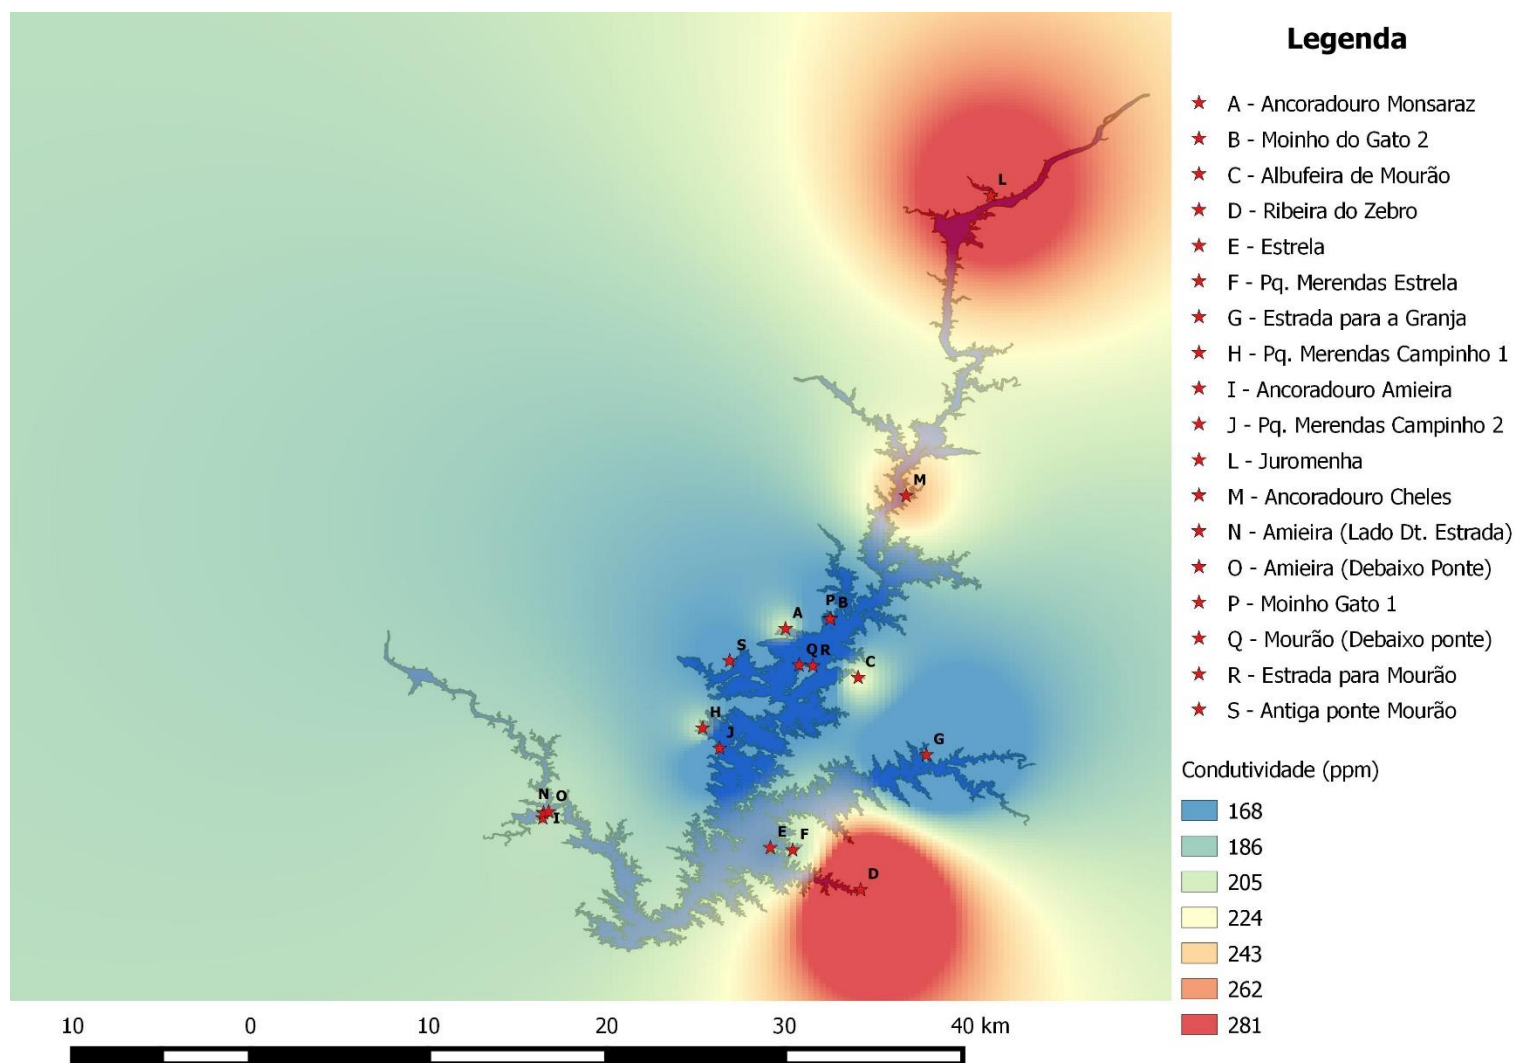 Legenda
A - Ancoradouro Monsaraz
B - Moinho do Gato 2
C - Albufeira de Mourão
D - Ribeira do Zebro
E - Estrela
F - Pq. Merendas Estrela
G - Estrada para a Granja
H - Pq. Merendas Campinho 1
I - Ancoradouro Amieira
J - Pq. Merendas Campinho 2
L - Juromenha
M - Ancoradouro Cheles
N - Amieira (Lado Dt. Estrada)
O - Amieira (Debaixo Ponte)
P - Moinho Gato 1
Q - Mourão (Debaixo ponte)
R - Estrada para Mourão
S - Antiga ponte Mourão
Condutividade (ppm)
168
186
205
224
243
262
281
L
M
P B
A
S
Q R
C
H
J
G
N O
I
E
F
D
10 0 10 20 30 40 km